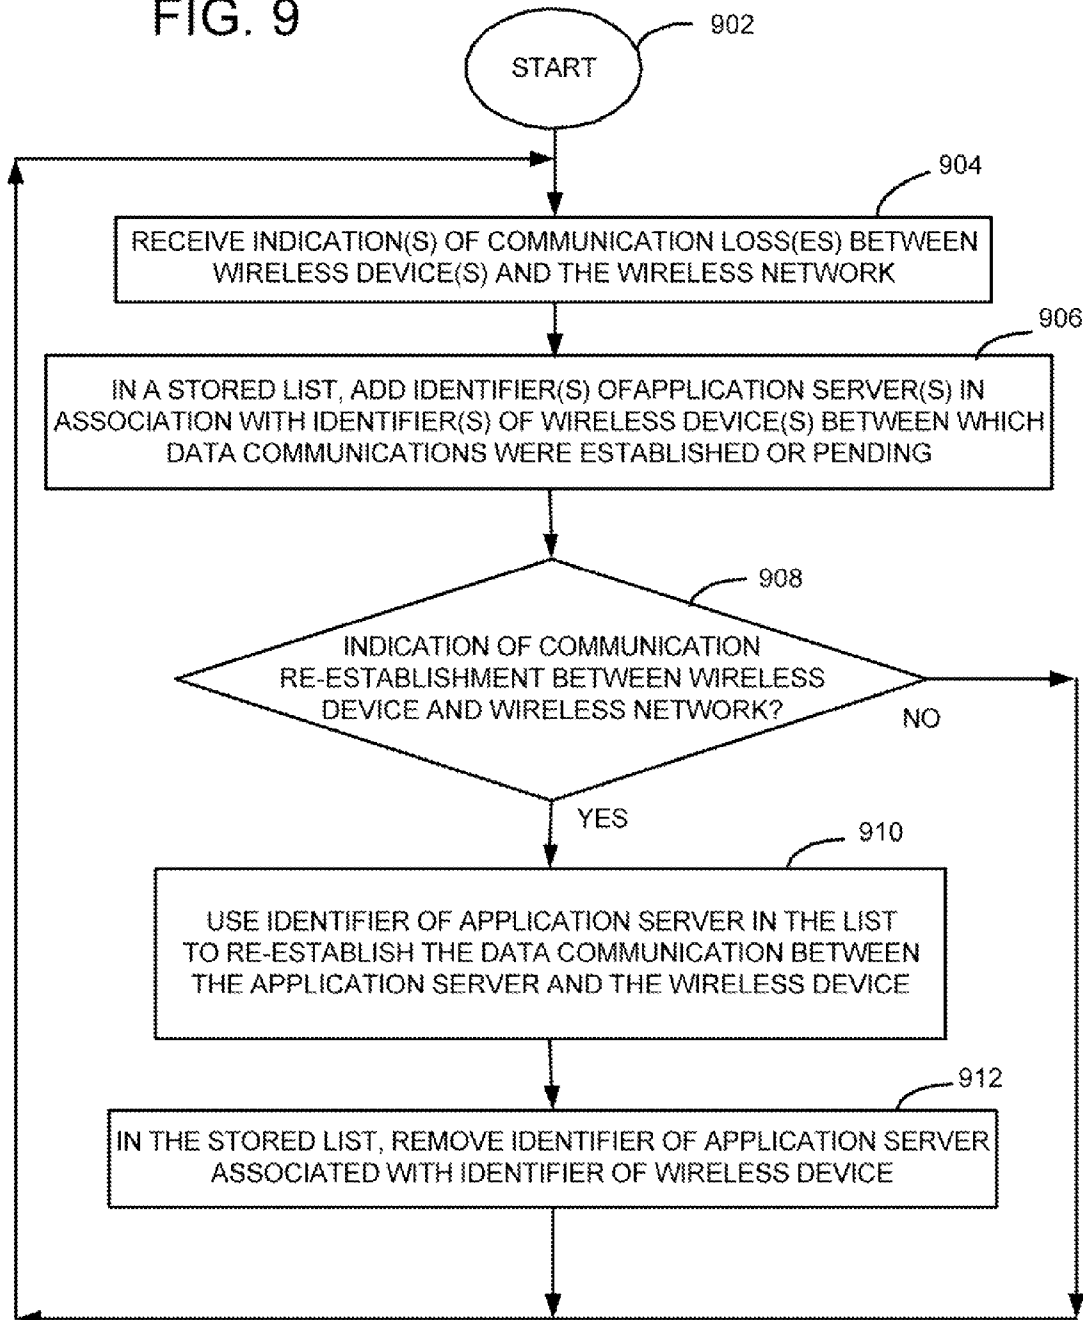 FIG. 9
902
START
904
RECEIVE INDICATION(S) OF COMMUNICATION LOSS(ES) BETWEEN
WIRELESS DEVICE(S) AND THE WIRELESS NETWORK
906
IN A STORED LIST, ADD IDENTIFIER(S) OFAPPLICATION SERVER(S) IN
ASSOCIATION WITH IDENTIFIER(S) OF WIRELESS DEVICE(S) BETWEEN WHICH
DATA COMMUNICATIONS WERE ESTABLISHED OR PENDING
908
INDICATION OF COMMUNICATION
RE-ESTABLISHMENT BETWEEN WIRELESS
DEVICE AND WIRELESS NETWORK?
NO
YES
910
USE IDENTIFIER OF APPLICATION SERVER IN THE LIST
TO RE-ESTABLISH THE DATA COMMUNICATION BETWEEN
THE APPLICATION SERVER AND THE WIRELESS DEVICE
912
IN THE STORED LIST, REMOVE IDENTIFIER OF APPLICATION SERVER
ASSOCIATED WITH IDENTIFIER OF WIRELESS DEVICE